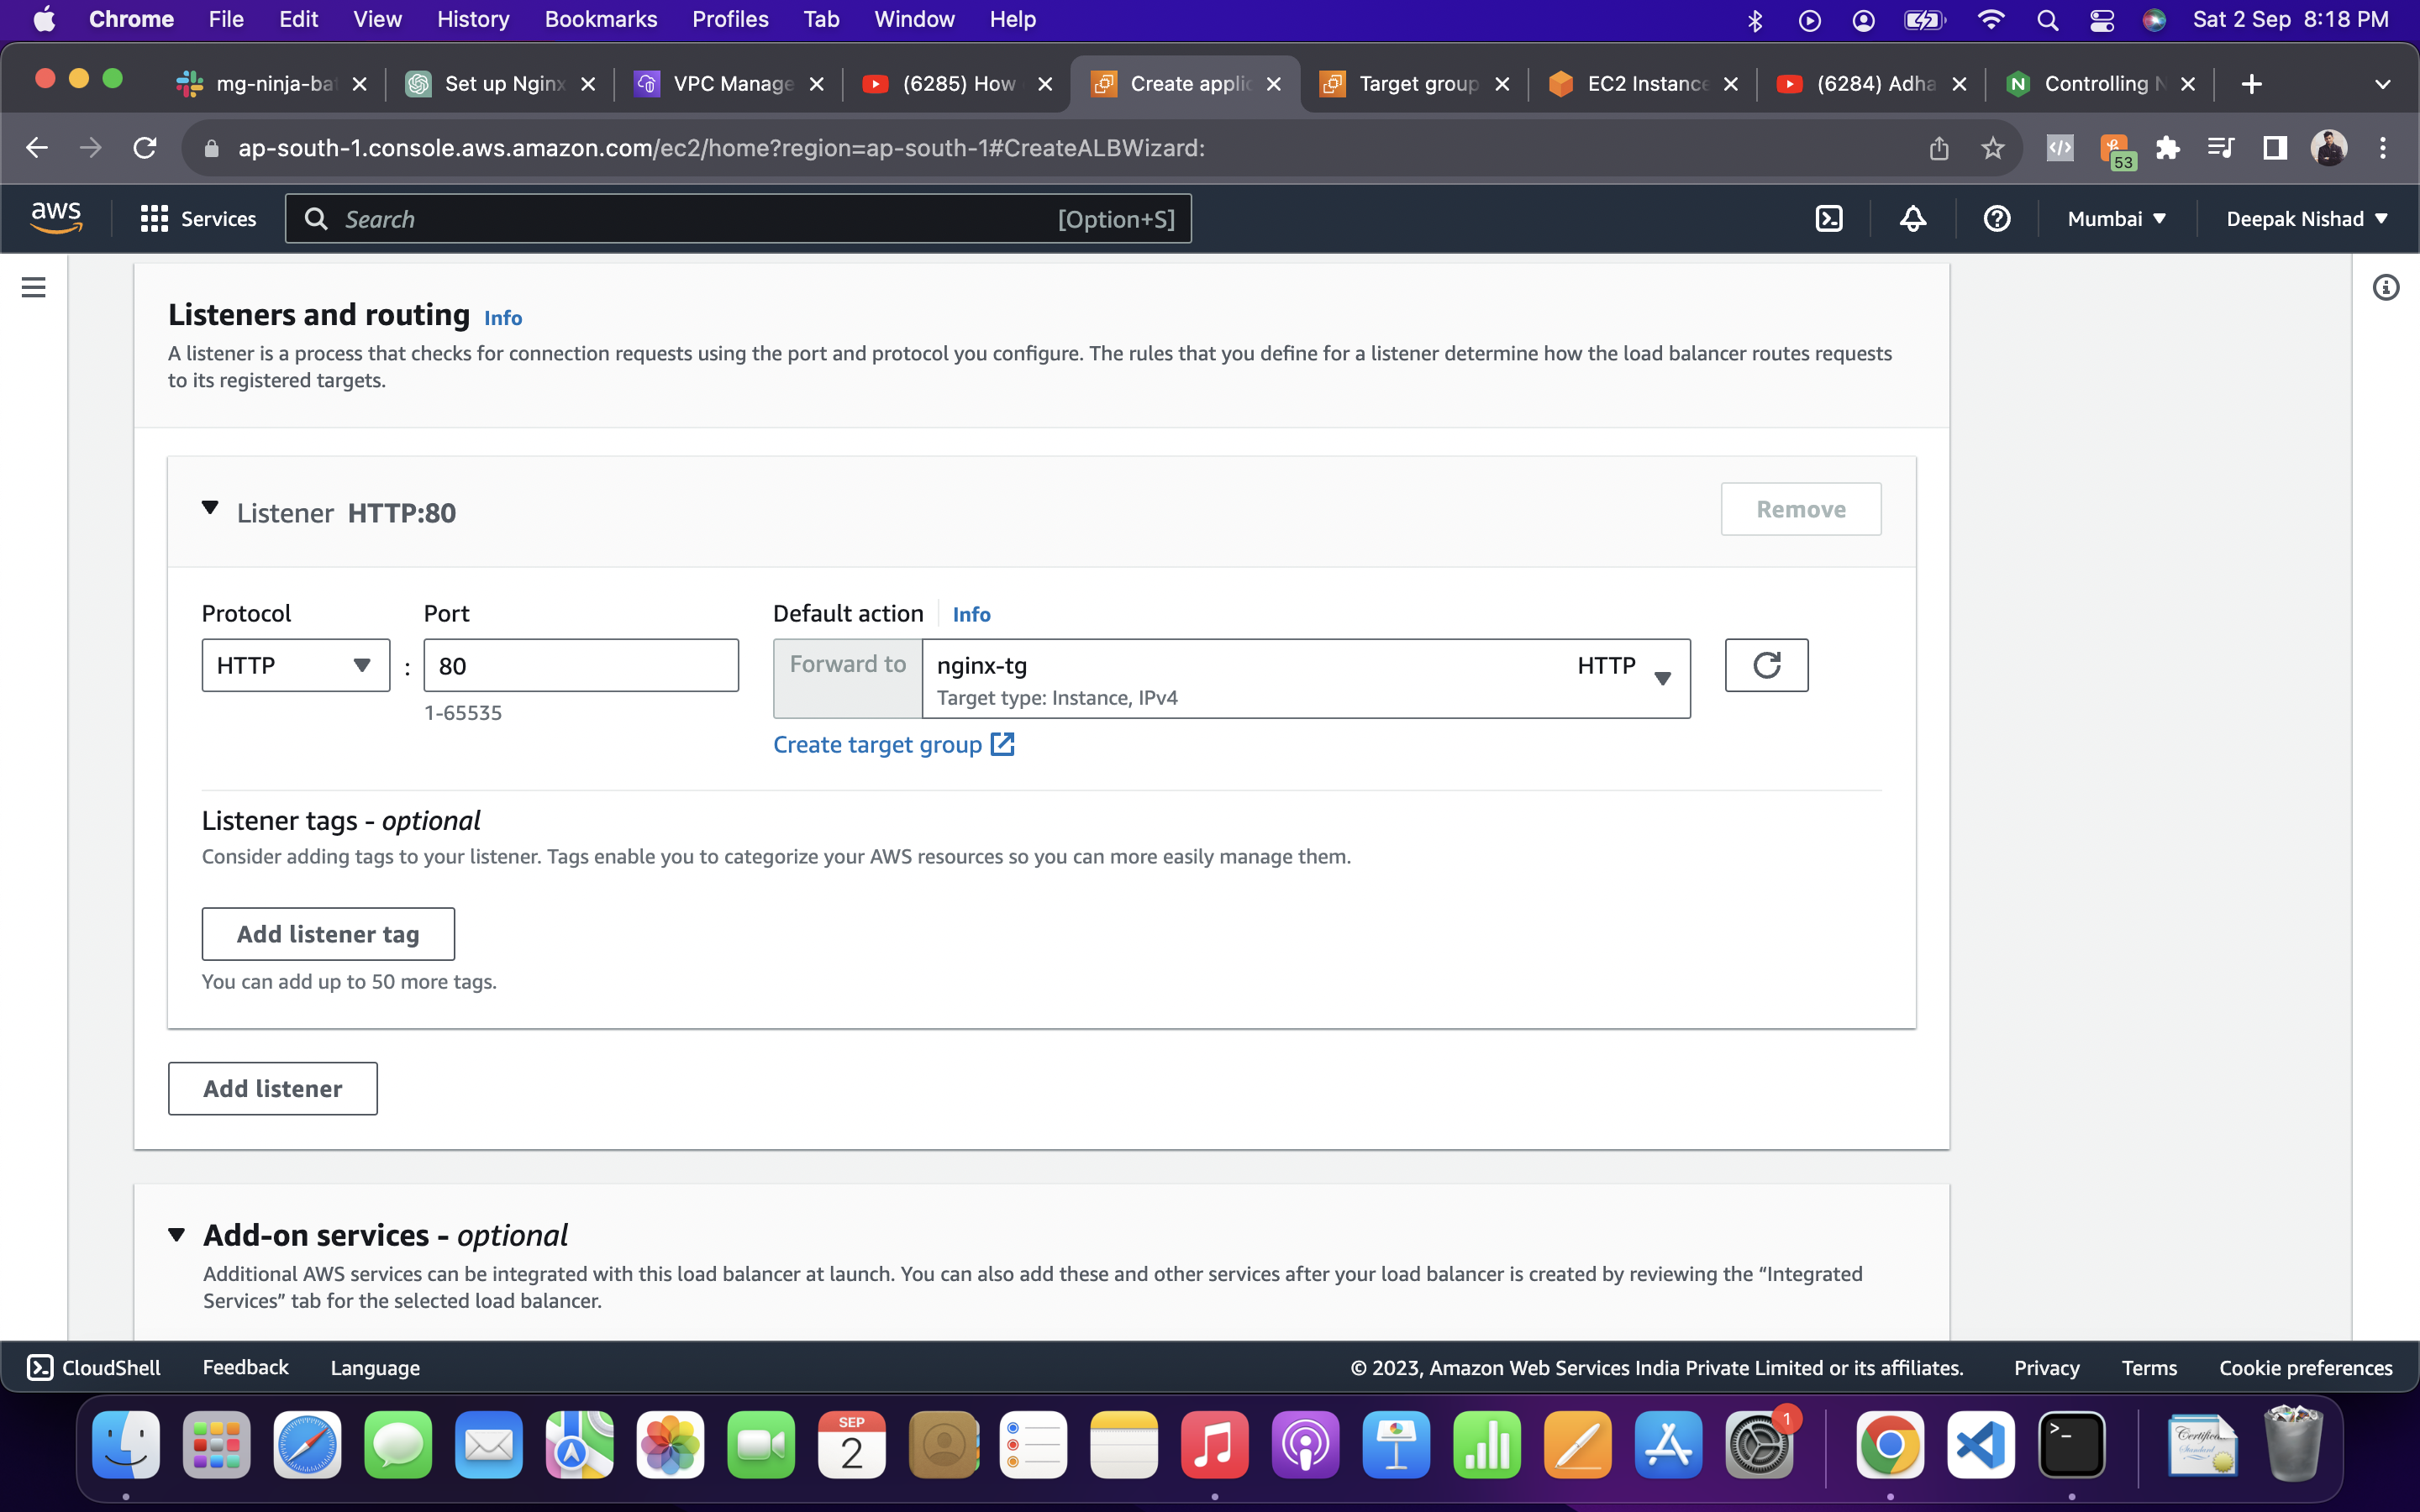 Chrome File Edit View History Bookmarks Profiles Tab Window Help Sat 2 Sep 8:18 PM
mg-ninja-bat Set up Nginx VPC Manage (6285) How Create applic Target group EC2 Instance (6284) Adha Controlling N
ap-south-1.console.aws.amazon.com/ec2/home?region=ap-south-1#CreateALBWizard: 53
aws Services Search [Option+S] Mumbai Deepak Nishad
Listeners and routing Info
A listener is a process that checks for connection requests using the port and protocol you configure. The rules that you define for a listener determine how the load balancer routes requests
to its registered targets.
Listener HTTP:80 Remove
Protocol Port Default action Info
HTTP : 80 Forward to nginx-tg HTTP
Target type: Instance, IPv4
1-65535
Create target group
Listener tags - optional
Consider adding tags to your listener. Tags enable you to categorize your AWS resources so you can more easily manage them.
Add listener tag
You can add up to 50 more tags.
Add listener
Add-on services - optional
Additional AWS services can be integrated with this load balancer at launch. You can also add these and other services after your load balancer is created by reviewing the “Integrated
Services” tab for the selected load balancer.
CloudShell Feedback Language © 2023, Amazon Web Services India Private Limited or its affiliates. Privacy Terms Cookie preferences
SEP
2
1